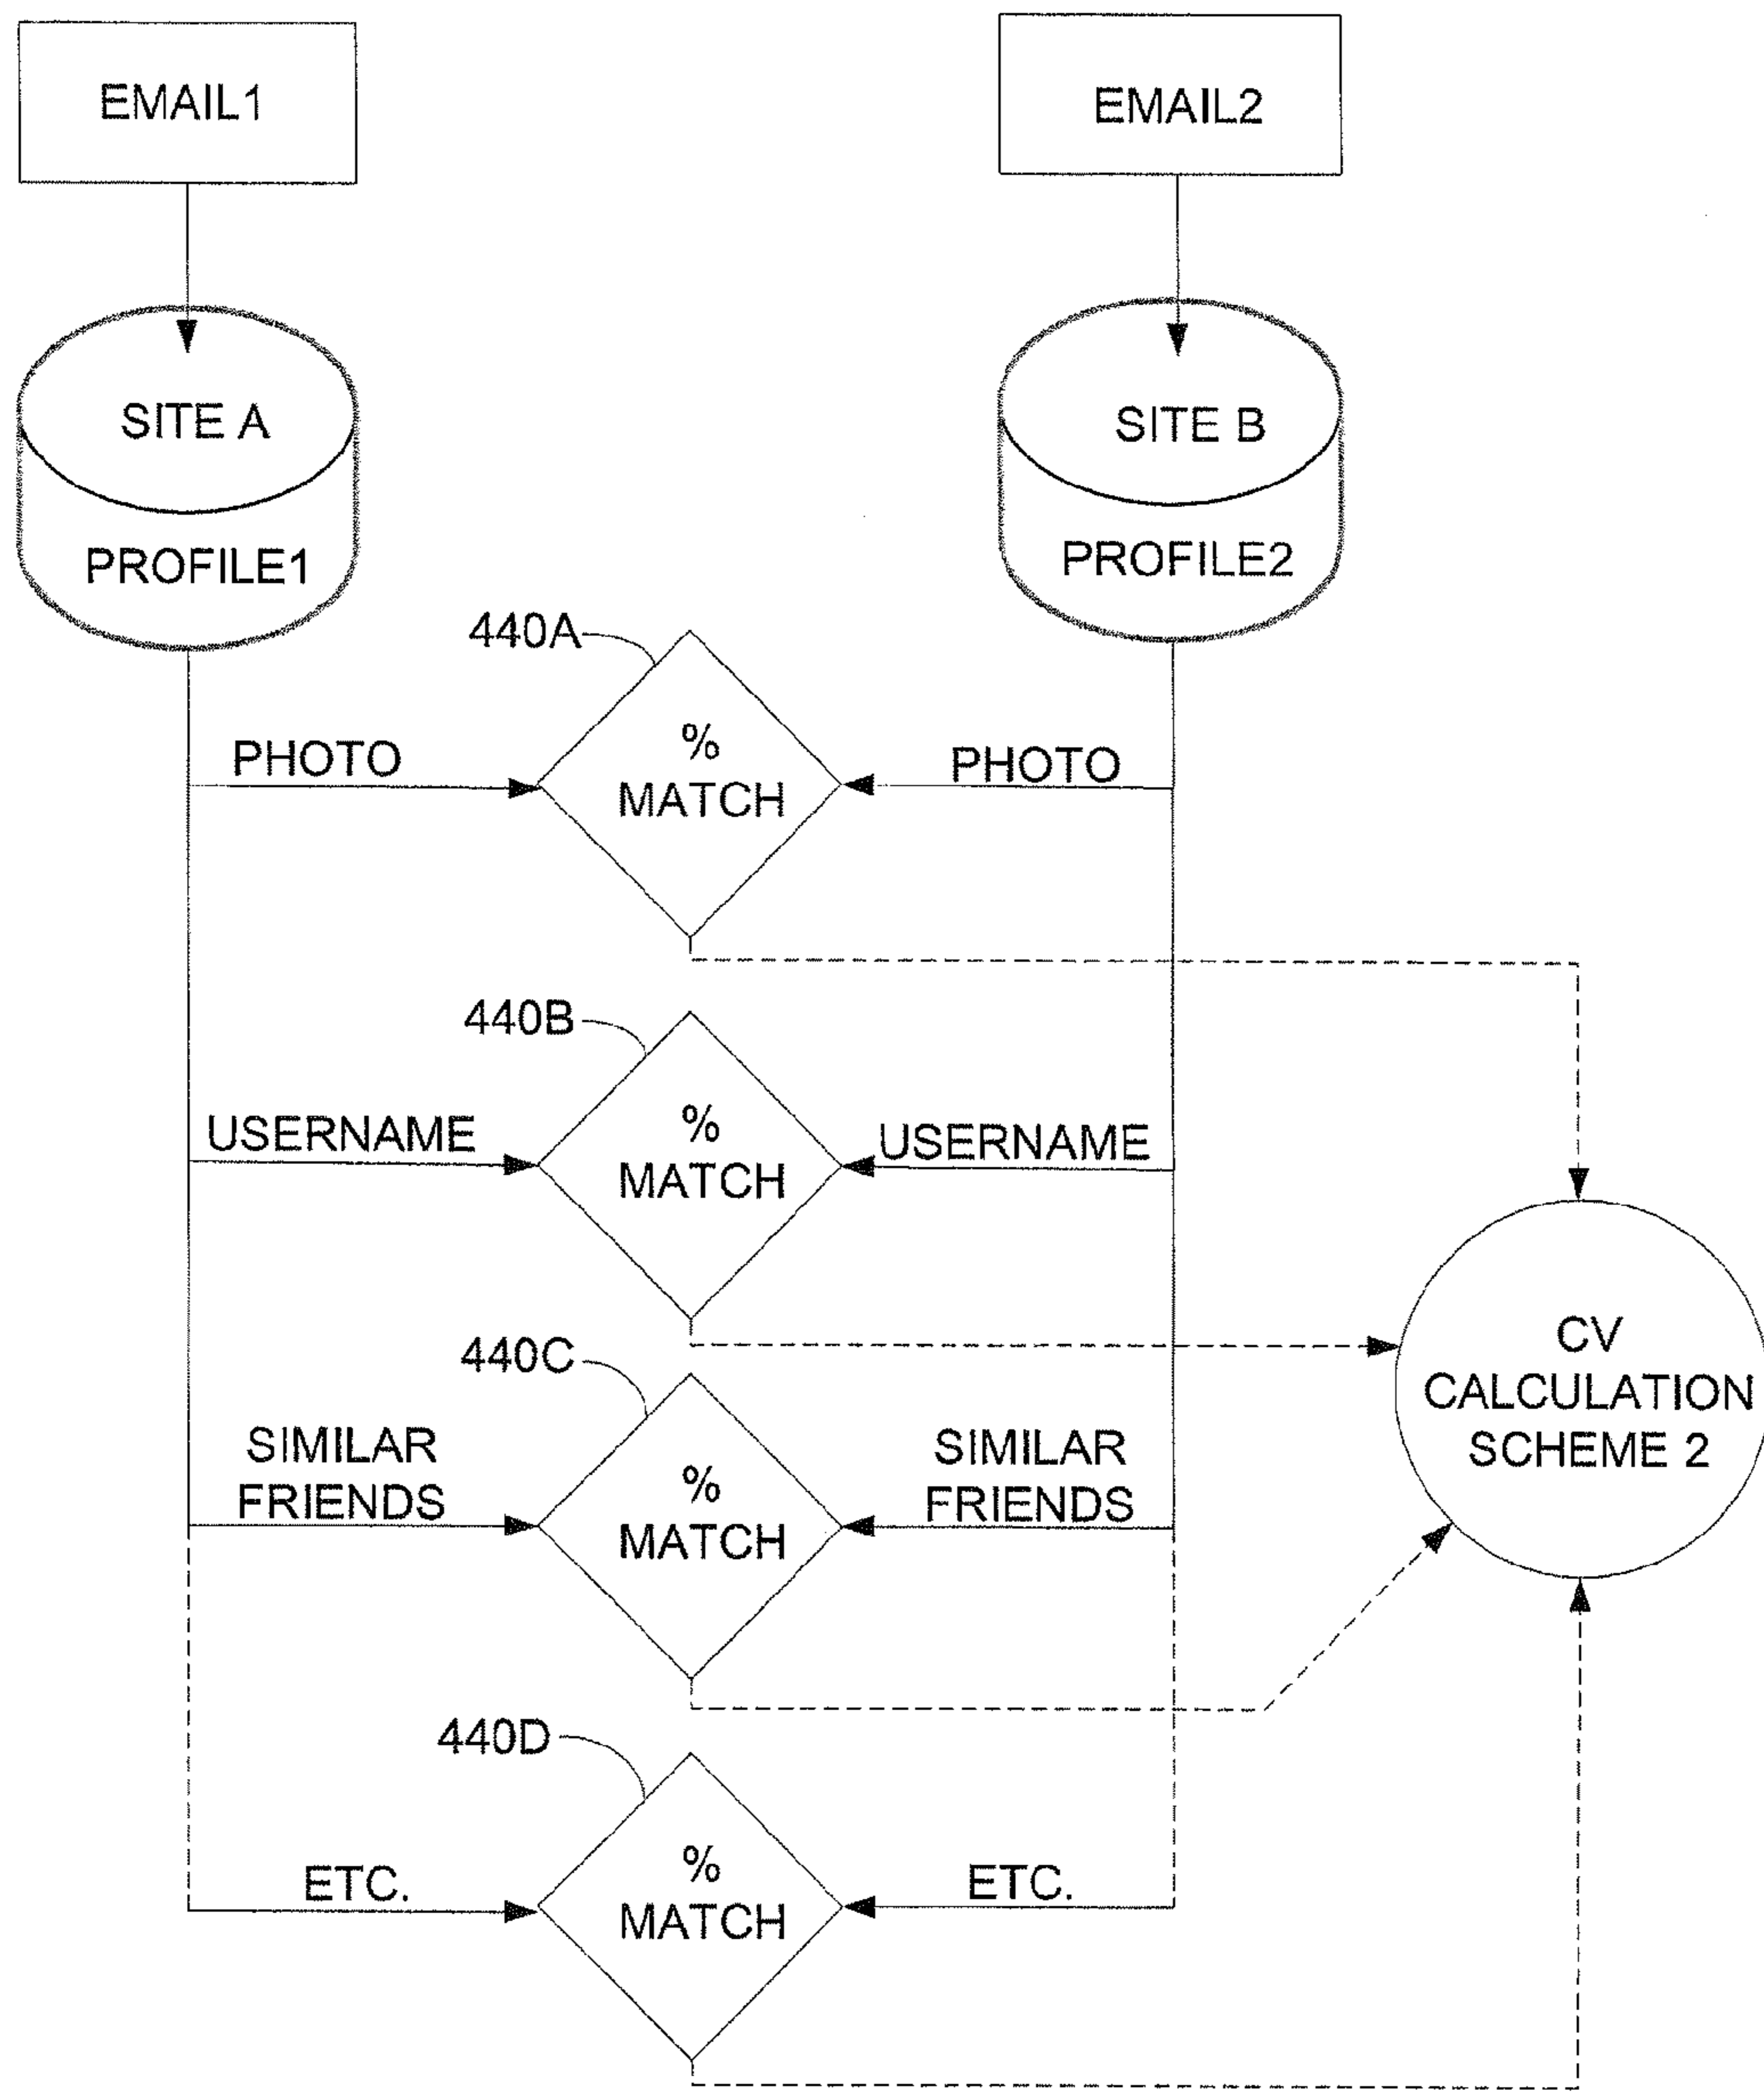 EMAIL1
EMAIL2
SITE A
PROFILE1
SITE B
PROFILE2
440A
PHOTO
%
MATCH
PHOTO
440B
USERNAME
%
MATCH
USERNAME
440C
SIMILAR
FRIENDS
%
MATCH
SIMILAR
FRIENDS
CV
CALCULATION
SCHEME 2
440D
ETC.
%
MATCH
ETC.